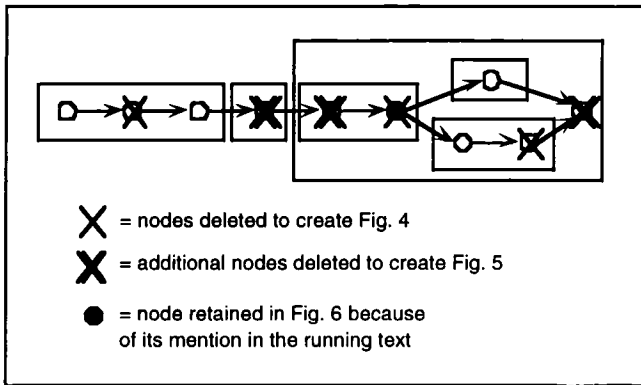 = nodes deleted to create Fig. 4
= additional nodes deleted to create Fig. 5
= node retained in Fig. 6 because
of its mention in the running text